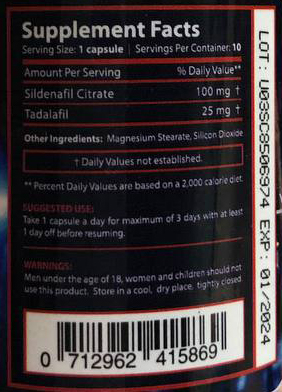 Supplement Facts
Serving Size: 1 capsule | Servings Per Container: 10
Amount Per Serving % Daily Value**
Sildenafil Citrate 100 mg †
Tadalafil 25 mg †
Other Ingredients: Magnesium Stearate, Silicon Dioxide
† Daily Values not established.
** Percent Daily Values are based on a 2,000 calorie diet.
SUGGESTED USE:
Take 1 capsule a day for maximum of 3 days with at least
1 day off before resuming.
WARNINGS:
Men under the age of 18, women and children should not
use this product. Store in a cool, dry place, tightly closed.
0 712962 415869
LOT: U03SC8506974 EXP: 01/2024